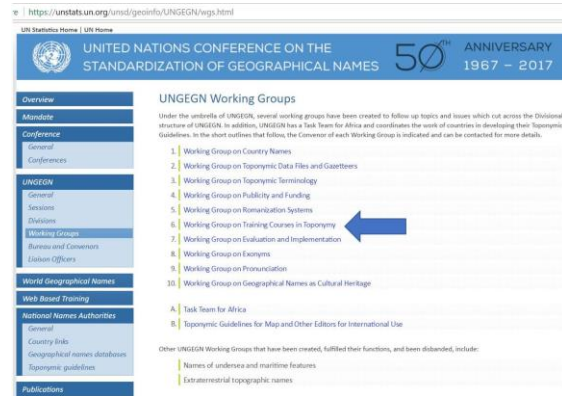 https://unstats.un.org/unsd/geoinfo/UNGEGN/wgs.html
UN Statistics Home | UN Home
UNITED NATIONS CONFERENCE ON THE
STANDARDIZATION OF GEOGRAPHICAL NAMES
50TH
ANNIVERSARY
1967 – 2017
Overview
Mandate
Conference
General
Conferences
UNGEGN
General
Sessions
Divisions
Working Groups
Bureau and Convenors
Liaison Officers
World Geographical Names
Web Based Training
National Names Authorities
General
Country links
Geographical names databases
Toponymic guidelines
Publications
UNGEGN Working Groups
Under the umbrella of UNGEGN, several working groups have been created to follow up topics and issues which cut across the Divisional
structure of UNGEGN. In addition, UNGEGN has a Task Team for Africa and coordinates the work of countries in developing their Toponymic
Guidelines. In the short outlines that follow, the Convenor of each Working Group is indicated and can be contacted for more details.
1. Working Group on Country Names
2. Working Group on Toponymic Data Files and Gazetteers
3. Working Group on Toponymic Terminology
4. Working Group on Publicity and Funding
5. Working Group on Romanization Systems
6. Working Group on Training Courses in Toponymy
7. Working Group on Evaluation and Implementation
8. Working Group on Exonyms
9. Working Group on Pronunciation
10. Working Group on Geographical Names as Cultural Heritage
A. Task Team for Africa
B. Toponymic Guidelines for Map and Other Editors for International Use
Other UNGEGN Working Groups that have been created, fulfilled their functions, and been disbanded, include:
Names of undersea and maritime features
Extraterrestrial topographic names